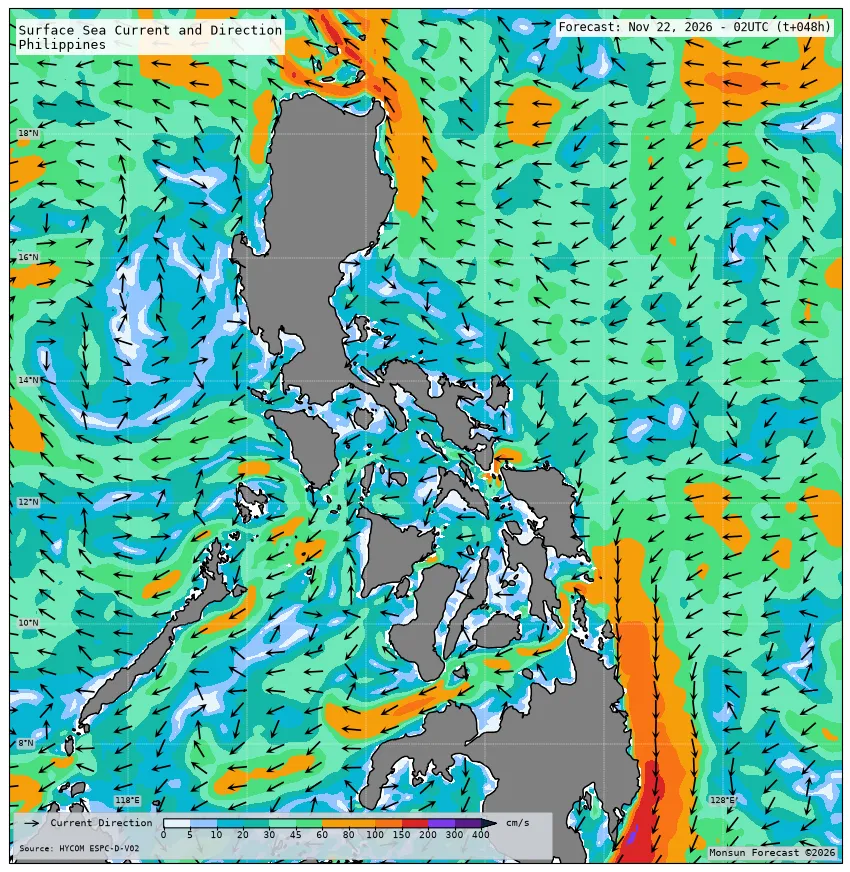 Surface Sea Current and Direction
Philippines
Forecast: Nov 22, 2026 - 02UTC (t+048h)
18°N
16°N
14°N
12°N
10°N
8°N
118°E
128°E
Current Direction
cm/s
0 5 10 20 30 45 60 80 100 150 200 300 400
Source: HYCOM ESPC-D-V02
Monsun Forecast ©2026